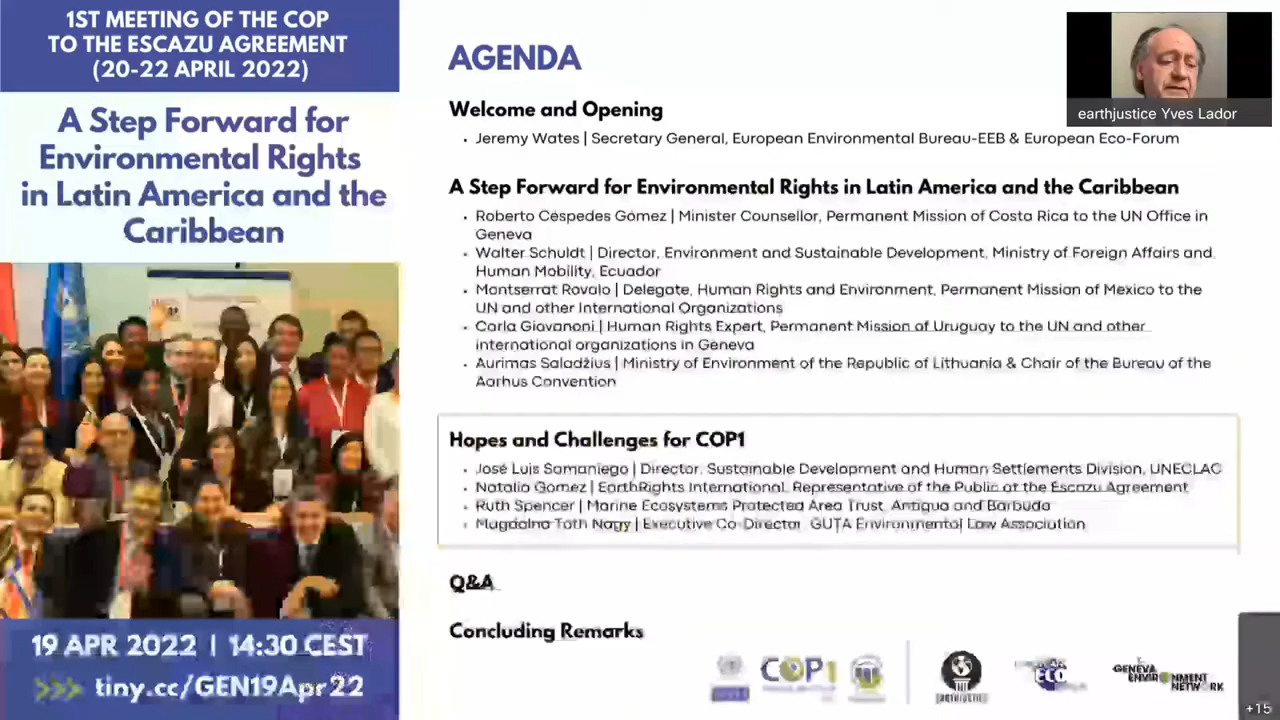 1ST MEETING OF THE COP
TO THE ESCAZU AGREEMENT
(20-22 APRIL 2022)
A Step Forward for
Environmental Rights
in Latin America and the
Caribbean
19 APR 2022 | 14:30 CEST
>>> tiny.cc/GEN19Apr22
AGENDA
Welcome and Opening
• Jeremy Wates | Secretary General, European Environmental Bureau-EEB & European Eco-Forum
A Step Forward for Environmental Rights in Latin America and the Caribbean
• Roberto Céspedes Gómez | Minister Counsellor, Permanent Mission of Costa Rica to the UN Office in
Geneva
• Walter Schuldt | Director, Environment and Sustainable Development, Ministry of Foreign Affairs and
Human Mobility, Ecuador
• Montserrat Rovalo | Delegate, Human Rights and Environment, Permanent Mission of Mexico to the
UN and other International Organizations
• Carla Giovanoni | Human Rights Expert, Permanent Mission of Uruguay to the UN and other
international organizations in Geneva
• Aurimas Saladžius | Ministry of Environment of the Republic of Lithuania & Chair of the Bureau of the
Aarhus Convention
Hopes and Challenges for COP1
• José Luis Samaniego | Director, Sustainable Development and Human Settlements Division, UNECLAC
• Natalia Gomez | EarthRights International, Representative of the Public at the Escazu Agreement
• Ruth Spencer | Marine Ecosystems Protected Area Trust, Antigua and Barbuda
• Magdolna Toth Nagy | Executive Co-Director, GUTA Environmental Law Association
Q&A
Concluding Remarks
COP1
EARTHJUSTICE
ECO
GENEVA
ENVIRONMENT
NETWORK
earthjustice Yves Lador
+15